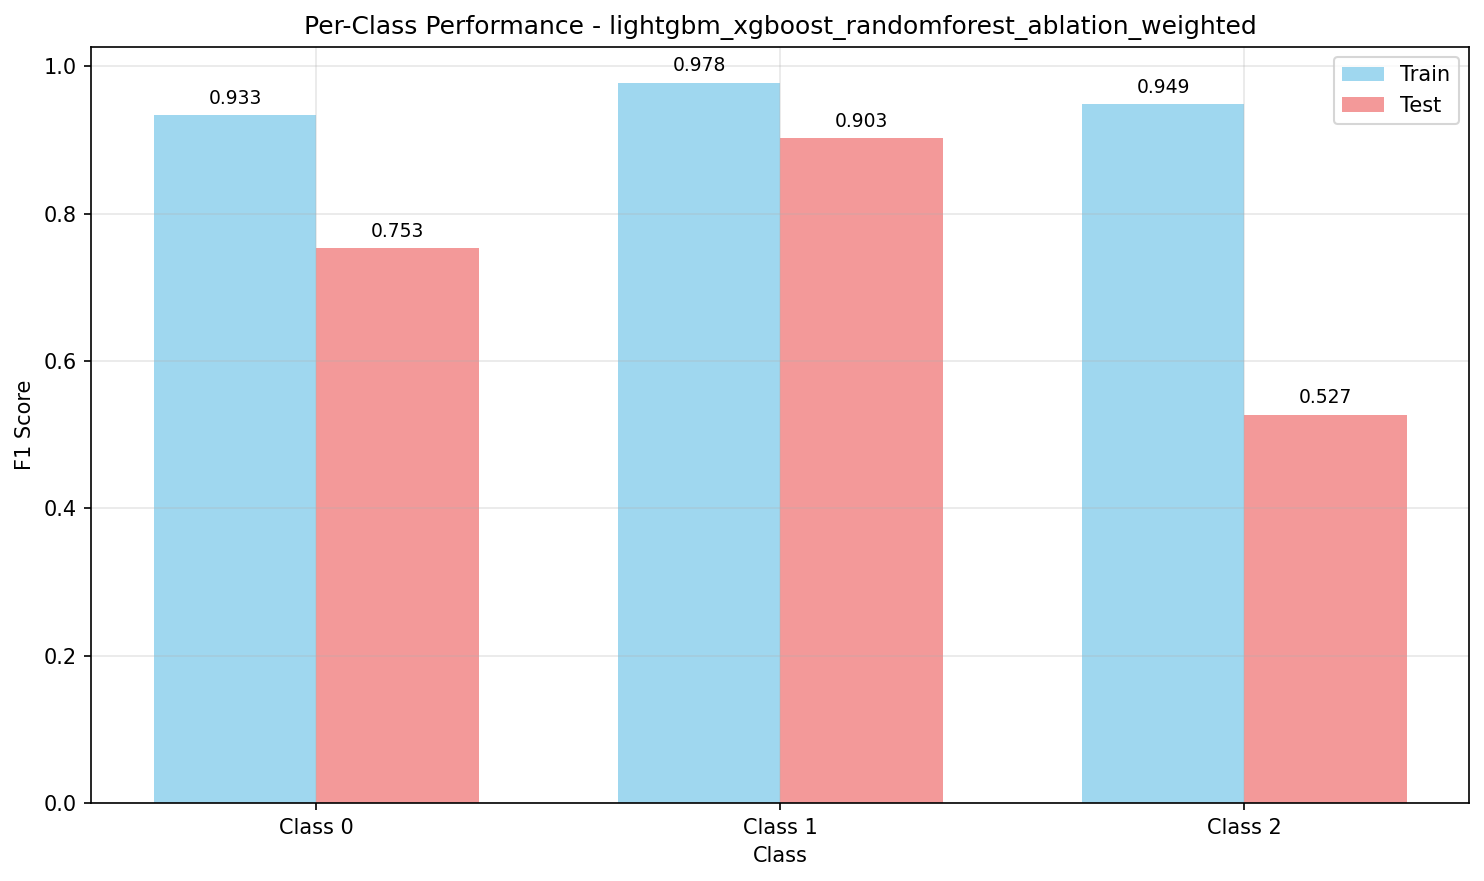 Per-Class Performance - lightgbm_xgboost_randomforest_ablation_weighted
Train
Test
F1 Score
1.0
0.8
0.6
0.4
0.2
0.0
0.933
0.753
0.978
0.903
0.949
0.527
Class 0
Class 1
Class 2
Class